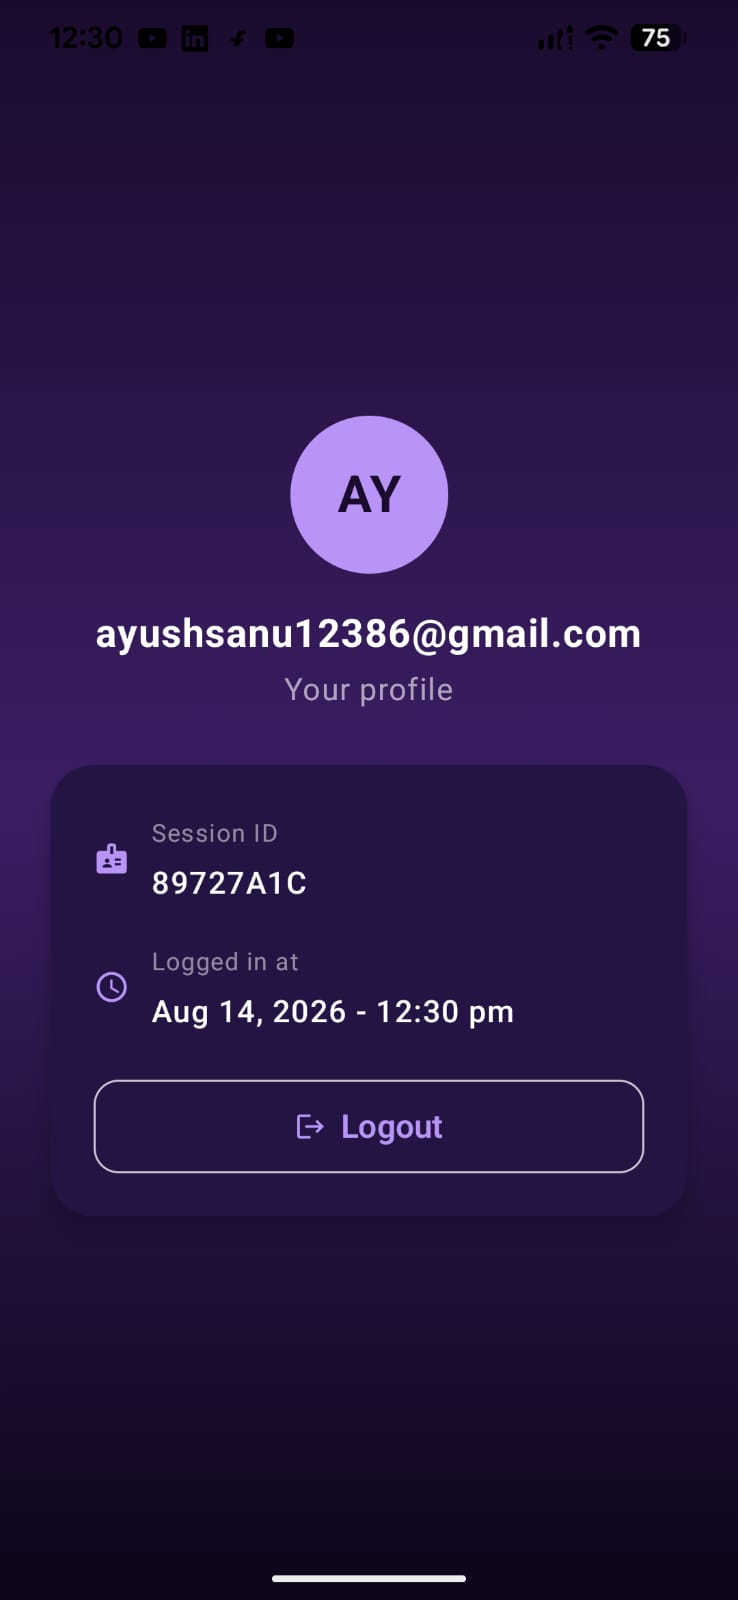 12:30 75
AY
ayushsanu12386@gmail.com
Your profile
Session ID
89727A1C
Logged in at
Aug 14, 2026 - 12:30 pm
Logout